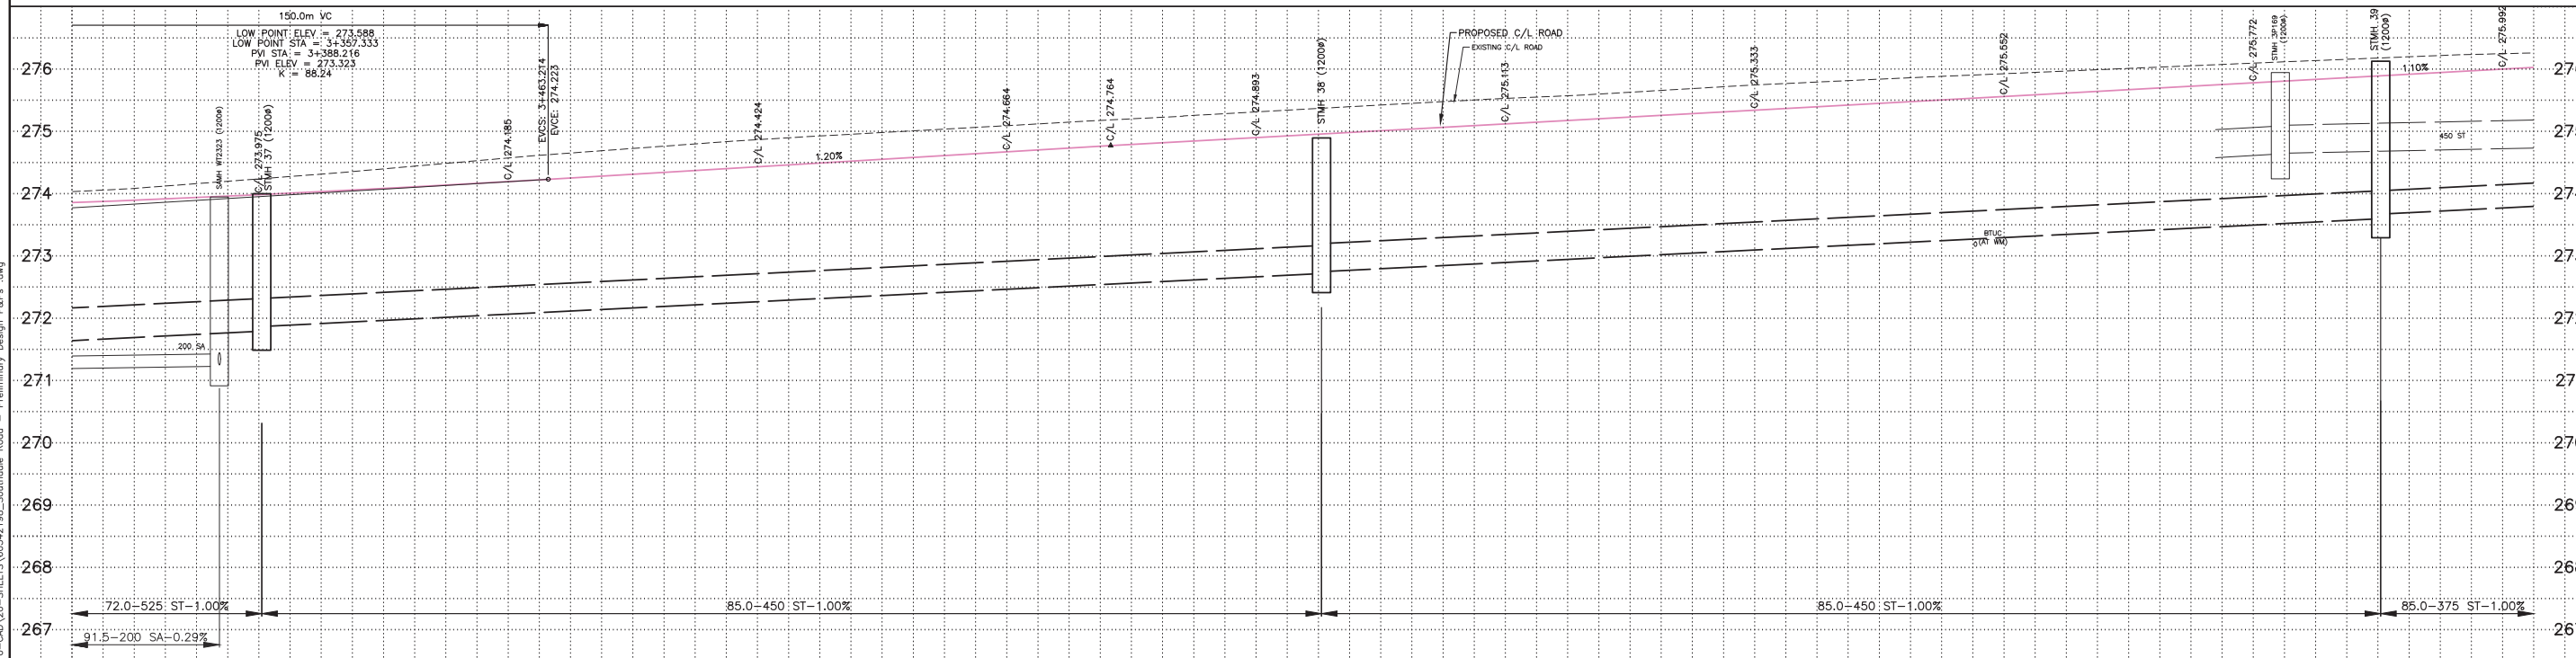 150.0m VC
LOW POINT ELEV = 273.588
LOW POINT STA = 3+357.333
PVI STA = 3+388.216
PVI ELEV = 273.323
K = 88.24
SAMH WT2323 (1200ø)
C/L 273.975
STMH 37 (1200ø)
C/L 274.185
EVCS: 3+463.214
EVCE: 274.223
C/L 274.424
1.20%
C/L 274.664
C/L 274.764
C/L 274.893
STMH 38 (1200ø)
PROPOSED C/L ROAD
EXISTING C/L ROAD
C/L 275.113
C/L 275.333
C/L 275.552
C/L 275.772
STMH 3P169
(1200ø)
STMH 39
(1200ø)
1.10%
C/L 275.992
450 ST
BTUC
(AT WM)
200 SA
276
275
274
273
272
271
270
269
268
267
72.0-525 ST-1.00%
85.0-450 ST-1.00%
85.0-450 ST-1.00%
85.0-375 ST-1.00%
91.5-200 SA-0.29%